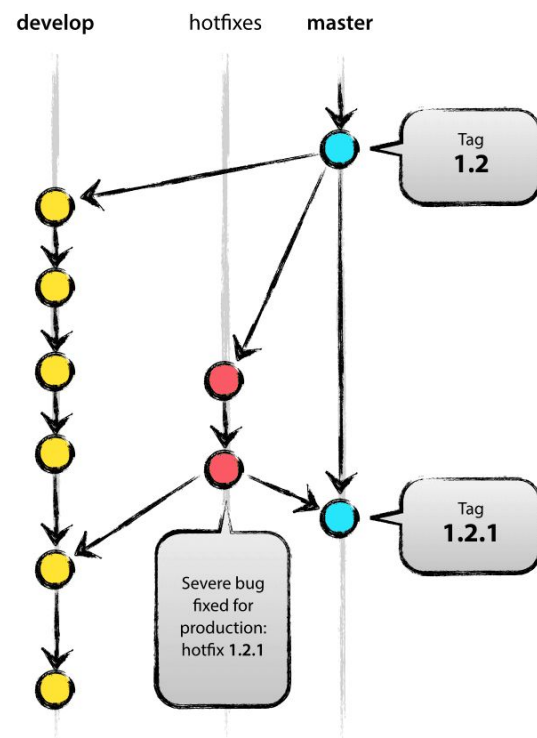 develop
hotfixes
master
Tag
1.2
Tag
1.2.1
Severe bug
fixed for
production:
hotfix 1.2.1